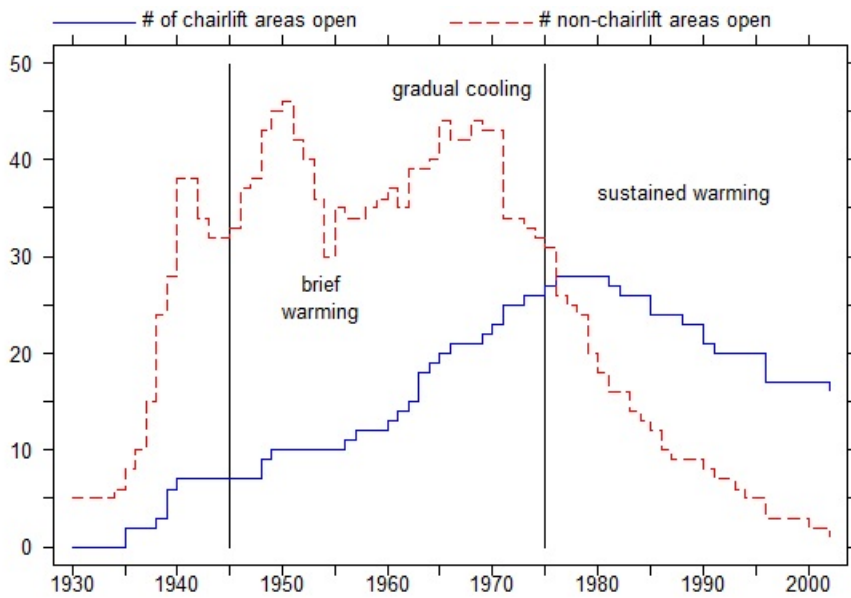 # of chairlift areas open
# non-chairlift areas open
50
40
30
20
10
0
gradual cooling
sustained warming
brief
warming
1930 1940 1950 1960 1970 1980 1990 2000